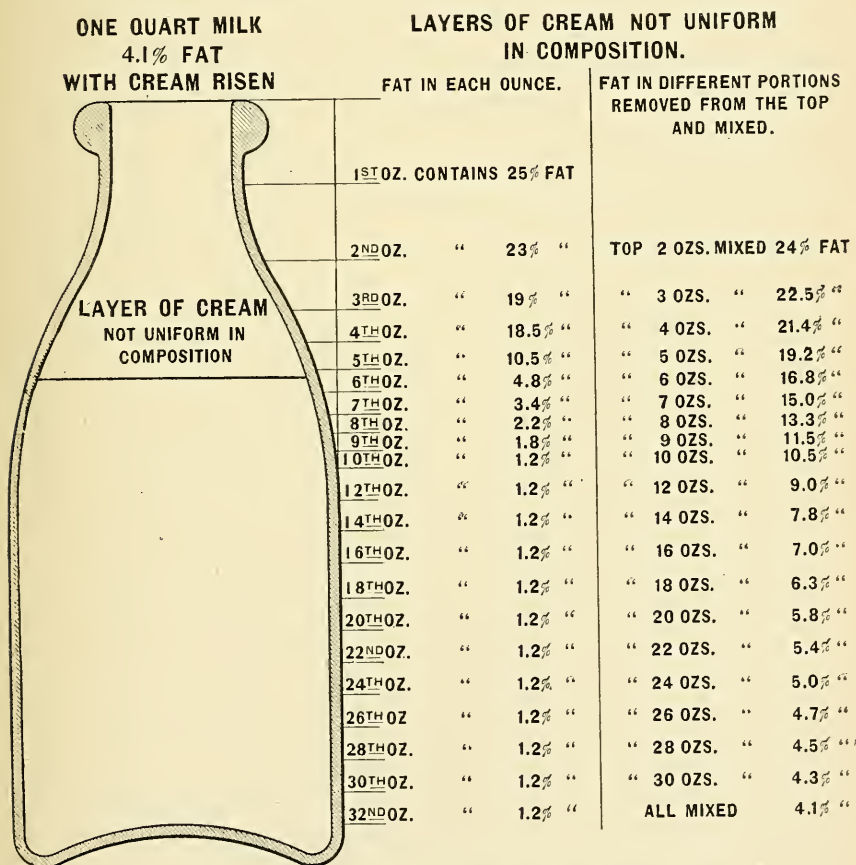 ONE QUART MILK
4.1% FAT
WITH CREAM RISEN
LAYERS OF CREAM NOT UNIFORM
IN COMPOSITION.
FAT IN EACH OUNCE.
FAT IN DIFFERENT PORTIONS
REMOVED FROM THE TOP
AND MIXED.
LAYER OF CREAM
NOT UNIFORM IN
COMPOSITION
1ST OZ. CONTAINS 25% FAT
2ND OZ. “ 23% “ TOP 2 OZS. MIXED 24% FAT
3RD OZ. “ 19% “ “ 3 OZS. “ 22.5% “
4TH OZ. “ 18.5% “ “ 4 OZS. “ 21.4% “
5TH OZ. “ 10.5% “ “ 5 OZS. “ 19.2% “
6TH OZ. “ 4.8% “ “ 6 OZS. “ 16.8% “
7TH OZ. “ 3.4% “ “ 7 OZS. “ 15.0% “
8TH OZ. “ 2.2% “ “ 8 OZS. “ 13.3% “
9TH OZ. “ 1.8% “ “ 9 OZS. “ 11.5% “
10TH OZ. “ 1.2% “ “ 10 OZS. “ 10.5% “
12TH OZ. “ 1.2% “ “ 12 OZS. “ 9.0% “
14TH OZ. “ 1.2% “ “ 14 OZS. “ 7.8% “
16TH OZ. “ 1.2% “ “ 16 OZS. “ 7.0% “
18TH OZ. “ 1.2% “ “ 18 OZS. “ 6.3% “
20TH OZ. “ 1.2% “ “ 20 OZS. “ 5.8% “
22ND OZ. “ 1.2% “ “ 22 OZS. “ 5.4% “
24TH OZ. “ 1.2% “ “ 24 OZS. “ 5.0% “
26TH OZ “ 1.2% “ “ 26 OZS. “ 4.7% “
28TH OZ. “ 1.2% “ “ 28 OZS. “ 4.5% “
30TH OZ. “ 1.2% “ “ 30 OZS. “ 4.3% “
32ND OZ. “ 1.2% “ ALL MIXED 4.1% “